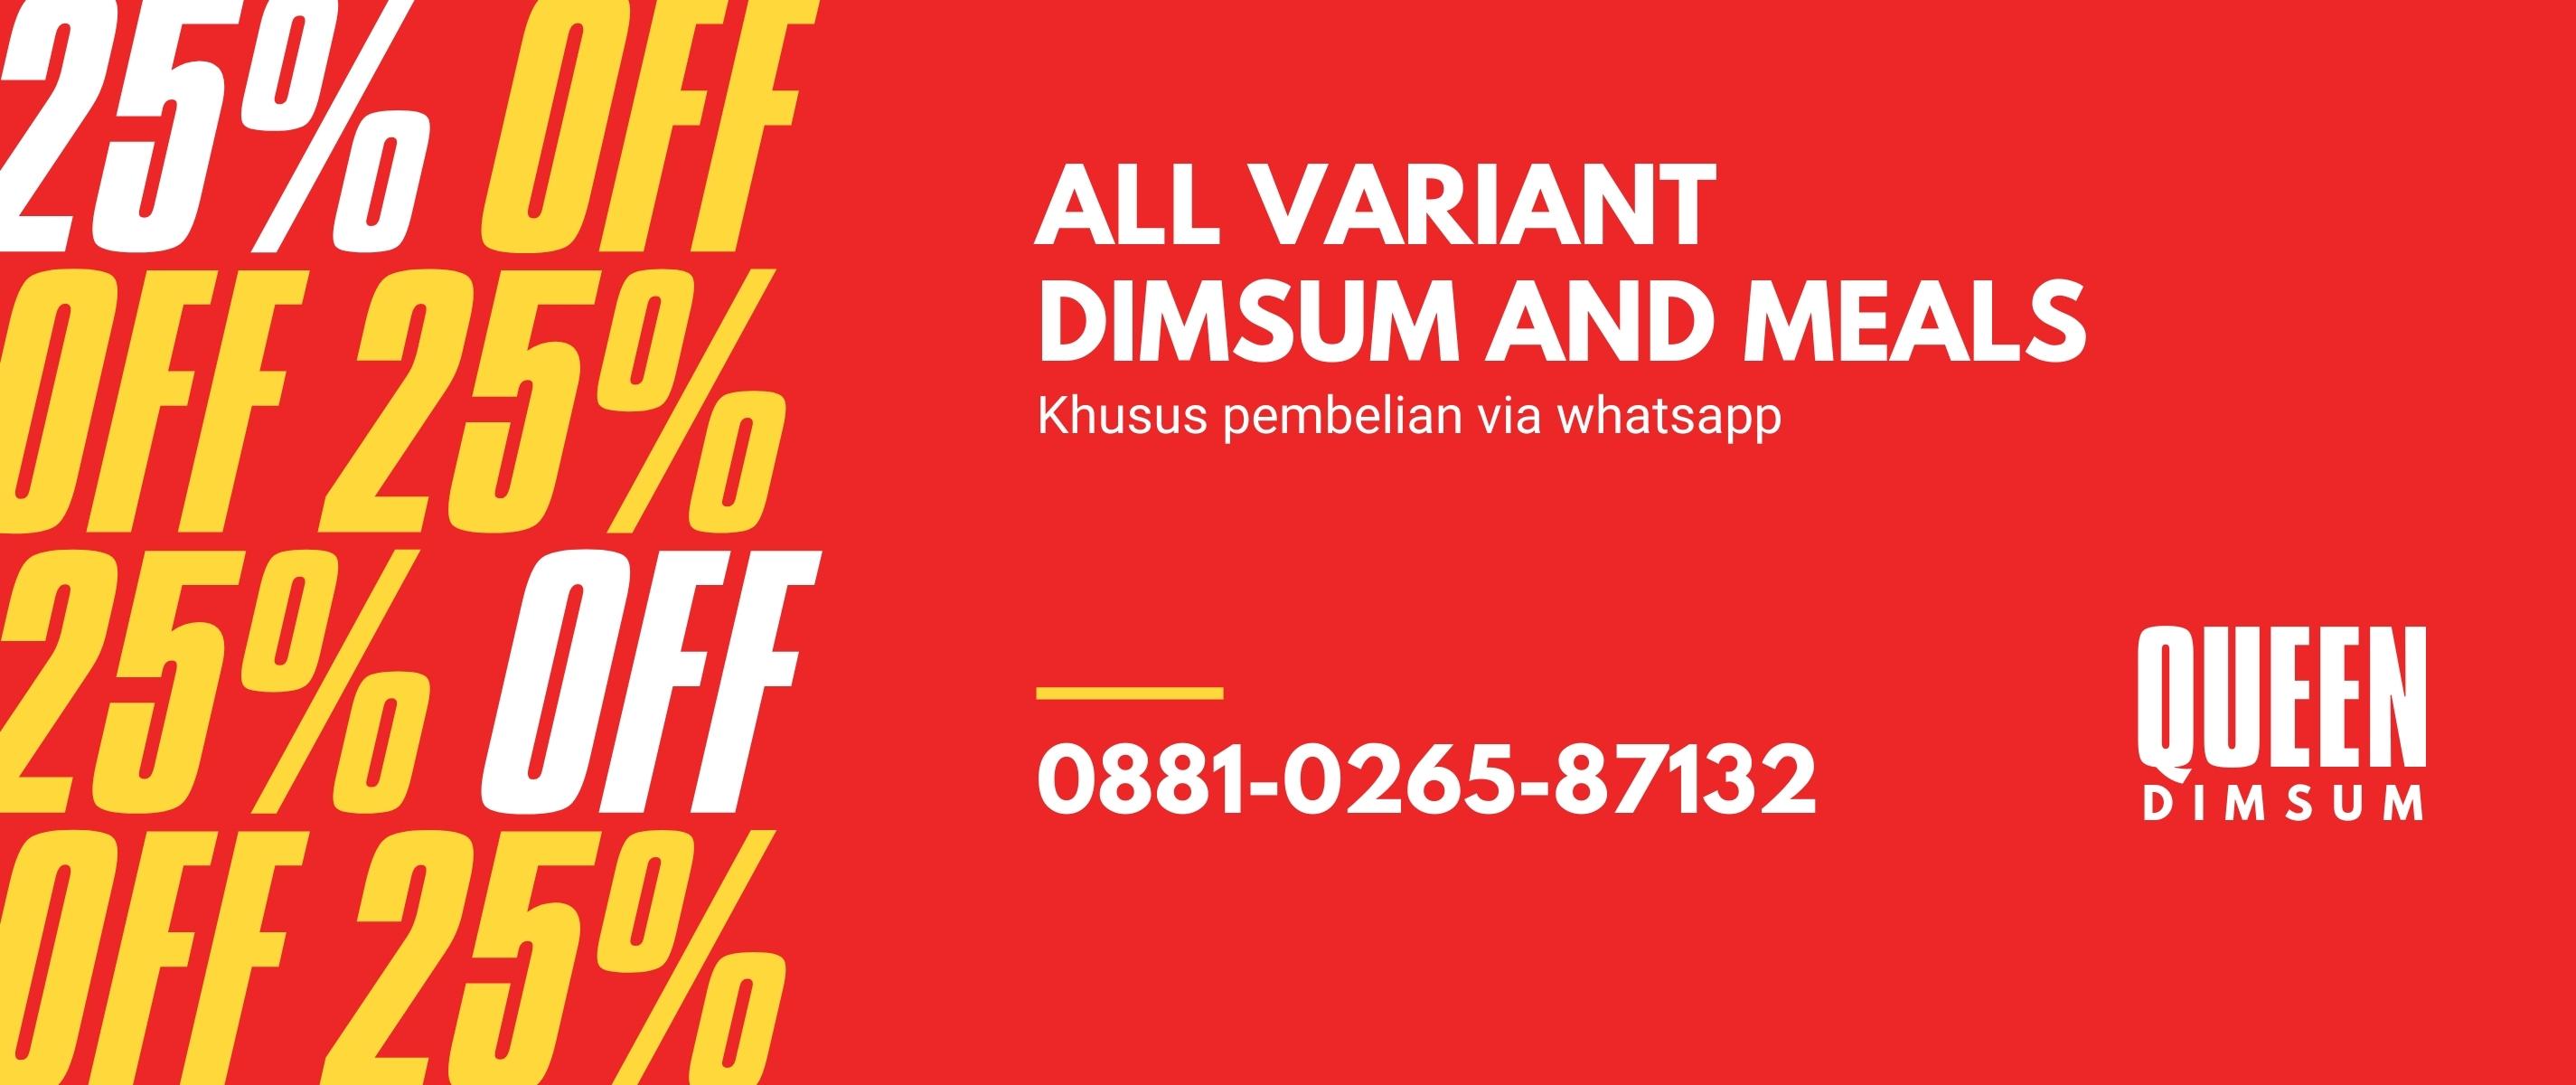 25% OFF
OFF 25%
25% OFF
OFF 25%
ALL VARIANT
DIMSUM AND MEALS
Khusus pembelian via whatsapp
0881-0265-87132
QUEEN
DIMSUM